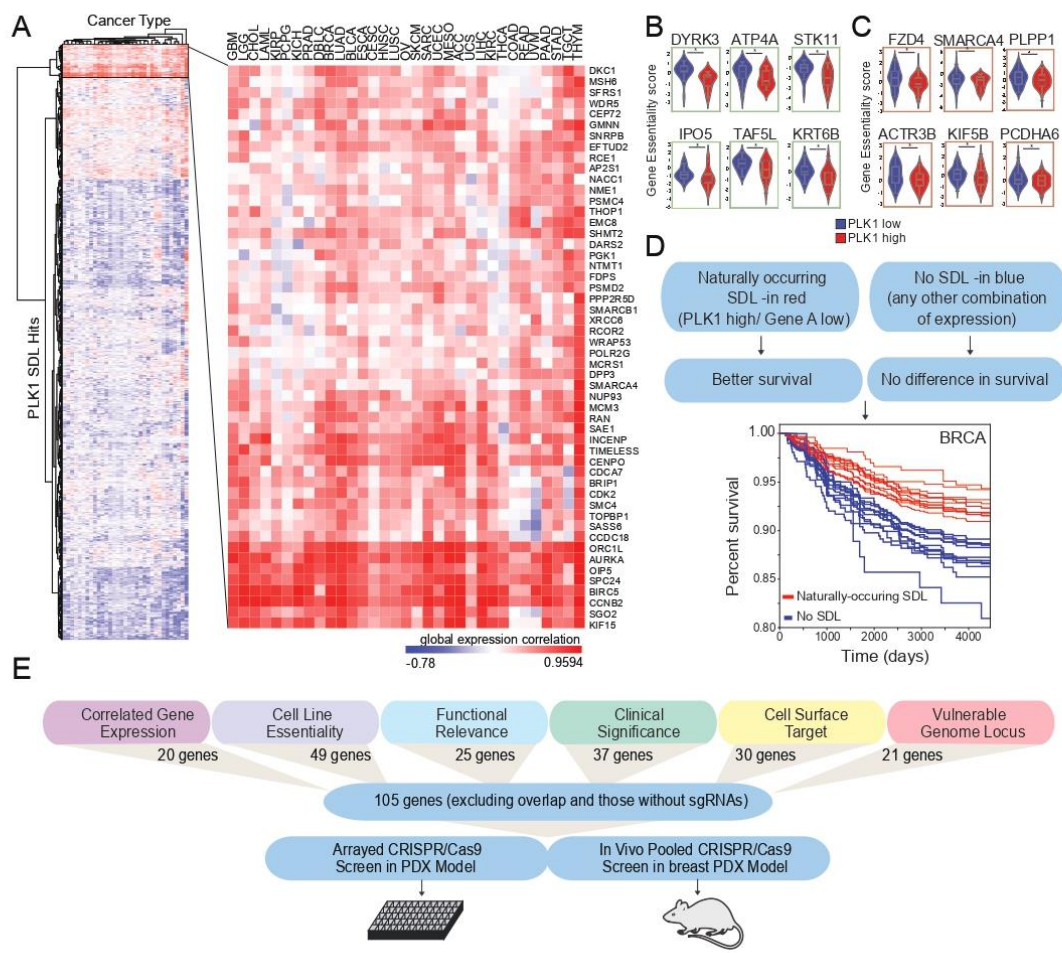 A
Cancer Type
PLK1 SDL Hits
GBM
LGG
CHOL
LAML
KIRP
PCPG
KICH
PRAD
DLBC
BRCA
LUAD
BLCA
ESCA
CESC
HNSC
LUSC
OV
SKCM
SARC
UCEC
MESO
ACC
UCS
LIHC
KIRC
THCA
COAD
READ
UVM
PAAD
STAD
TGCT
THYM
DKC1
MSH6
SFRS1
WDR5
CEP72
GMNN
SNRPB
EFTUD2
RCE1
AP2S1
NACC1
NME1
PSMC4
THOP1
EMC8
SHMT2
DARS2
PGK1
NTMT1
FDPS
PSMD2
PPP2R5D
SMARCB1
XRCC6
RCOR2
WRAP53
POLR2G
MCRS1
DPP3
SMARCA4
NUP93
MCM3
RAN
SAE1
INCENP
TIMELESS
CENPO
CDCA7
BRIP1
CDK2
SMC4
TOPBP1
SASS6
CCDC18
ORC1L
AURKA
OIP5
SPC24
BIRC5
CCNB2
SGO2
KIF15
global expression correlation
-0.78 0.9594
B
Gene Essentiality score
DYRK3 ATP4A STK11
IPO5 TAF5L KRT6B
C
Gene Essentiality score
FZD4 SMARCA4 PLPP1
ACTR3B KIF5B PCDHA6
PLK1 low
PLK1 high
D
Naturally occurring
SDL -in red
(PLK1 high/ Gene A low)
No SDL -in blue
(any other combination
of expression)
Better survival
No difference in survival
BRCA
Percent survival
1.00
0.95
0.90
0.85
0.80
Naturally-occuring SDL
No SDL
0 1000 2000 3000 4000
Time (days)
E
Correlated Gene
Expression
Cell Line
Essentiality
Functional
Relevance
Clinical
Significance
Cell Surface
Target
Vulnerable
Genome Locus
20 genes 49 genes 25 genes 37 genes 30 genes 21 genes
105 genes (excluding overlap and those without sgRNAs)
Arrayed CRISPR/Cas9
Screen in PDX Model
In Vivo Pooled CRISPR/Cas9
Screen in breast PDX Model